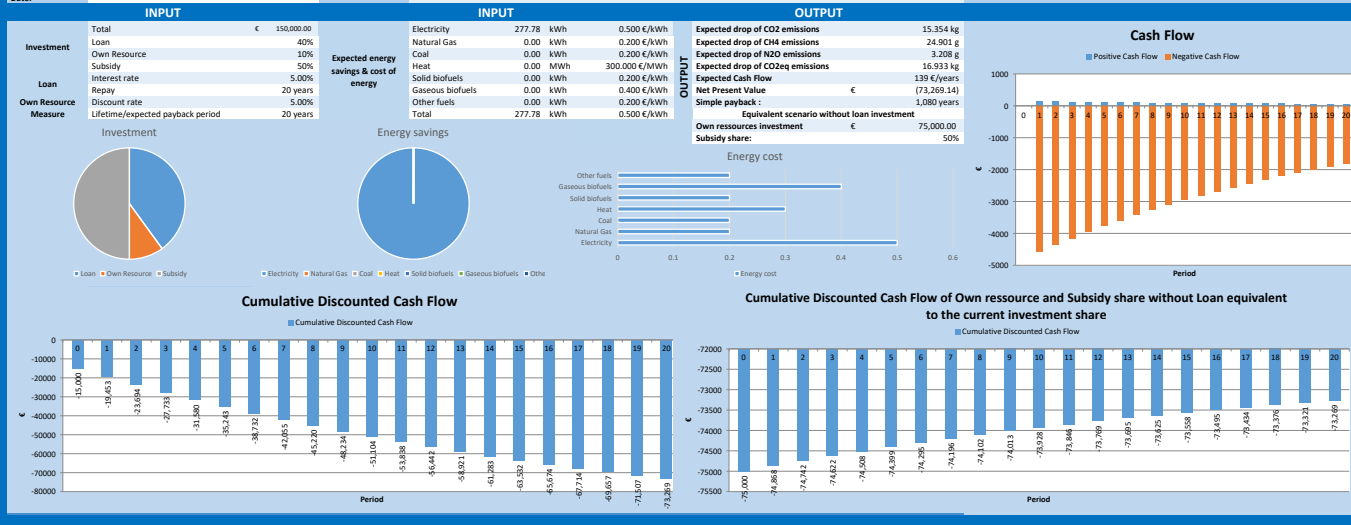 INPUT INPUT OUTPUT
Investment
Total € 150,000.00
Loan 40%
Own Resource 10%
Subsidy 50%
Loan
Interest rate 5.00%
Repay 20 years
Own Resource Discount rate 5.00%
Measure Lifetime/expected payback period 20 years
Expected energy
savings & cost of
energy
Electricity 277.78 kWh 0.500 €/kWh
Natural Gas 0.00 kWh 0.200 €/kWh
Coal 0.00 kWh 0.200 €/kWh
Heat 0.00 MWh 300.000 €/MWh
Solid biofuels 0.00 kWh 0.200 €/kWh
Gaseous biofuels 0.00 kWh 0.400 €/kWh
Other fuels 0.00 kWh 0.200 €/kWh
Total 277.78 kWh 0.500 €/kWh
OUTPUT
Expected drop of CO2 emissions 15.354 kg
Expected drop of CH4 emissions 24.901 g
Expected drop of N2O emissions 3.208 g
Expected drop of CO2eq emissions 16.933 kg
Expected Cash Flow 139 €/years
Net Present Value € (73,269.14)
Simple payback : 1,080 years
Equivalent scenario without loan investment
Own ressources investment € 75,000.00
Subsidy share: 50%
Cash Flow
Positive Cash Flow Negative Cash Flow
1000
0
-1000
-2000
-3000
-4000
-5000
€
0 1 2 3 4 5 6 7 8 9 10 11 12 13 14 15 16 17 18 19 20
Period
Investment
Loan Own Resource Subsidy
Energy savings
Electricity Natural Gas Coal Heat Solid biofuels Gaseous biofuels Othe
Energy cost
Other fuels
Gaseous biofuels
Solid biofuels
Heat
Coal
Natural Gas
Electricity
0 0.1 0.2 0.3 0.4 0.5 0.6
Energy cost
Cumulative Discounted Cash Flow
Cumulative Discounted Cash Flow
0
-10000
-20000
-30000
-40000
-50000
-60000
-70000
-80000
€
0 1 2 3 4 5 6 7 8 9 10 11 12 13 14 15 16 17 18 19 20
-15,000 -19,453 -23,694 -27,733 -31,580 -35,243 -38,732 -42,055 -45,220 -48,234 -51,104 -53,838 -56,442 -58,921 -61,283 -63,532 -65,674 -67,714 -69,657 -71,507 -73,269
Period
Cumulative Discounted Cash Flow of Own ressource and Subsidy share without Loan equivalent
to the current investment share
Cumulative Discounted Cash Flow
-72000
-72500
-73000
-73500
-74000
-74500
-75000
-75500
€
0 1 2 3 4 5 6 7 8 9 10 11 12 13 14 15 16 17 18 19 20
-75,000 -74,868 -74,742 -74,622 -74,508 -74,399 -74,295 -74,196 -74,102 -74,013 -73,928 -73,846 -73,769 -73,695 -73,625 -73,558 -73,495 -73,434 -73,376 -73,321 -73,269
Period